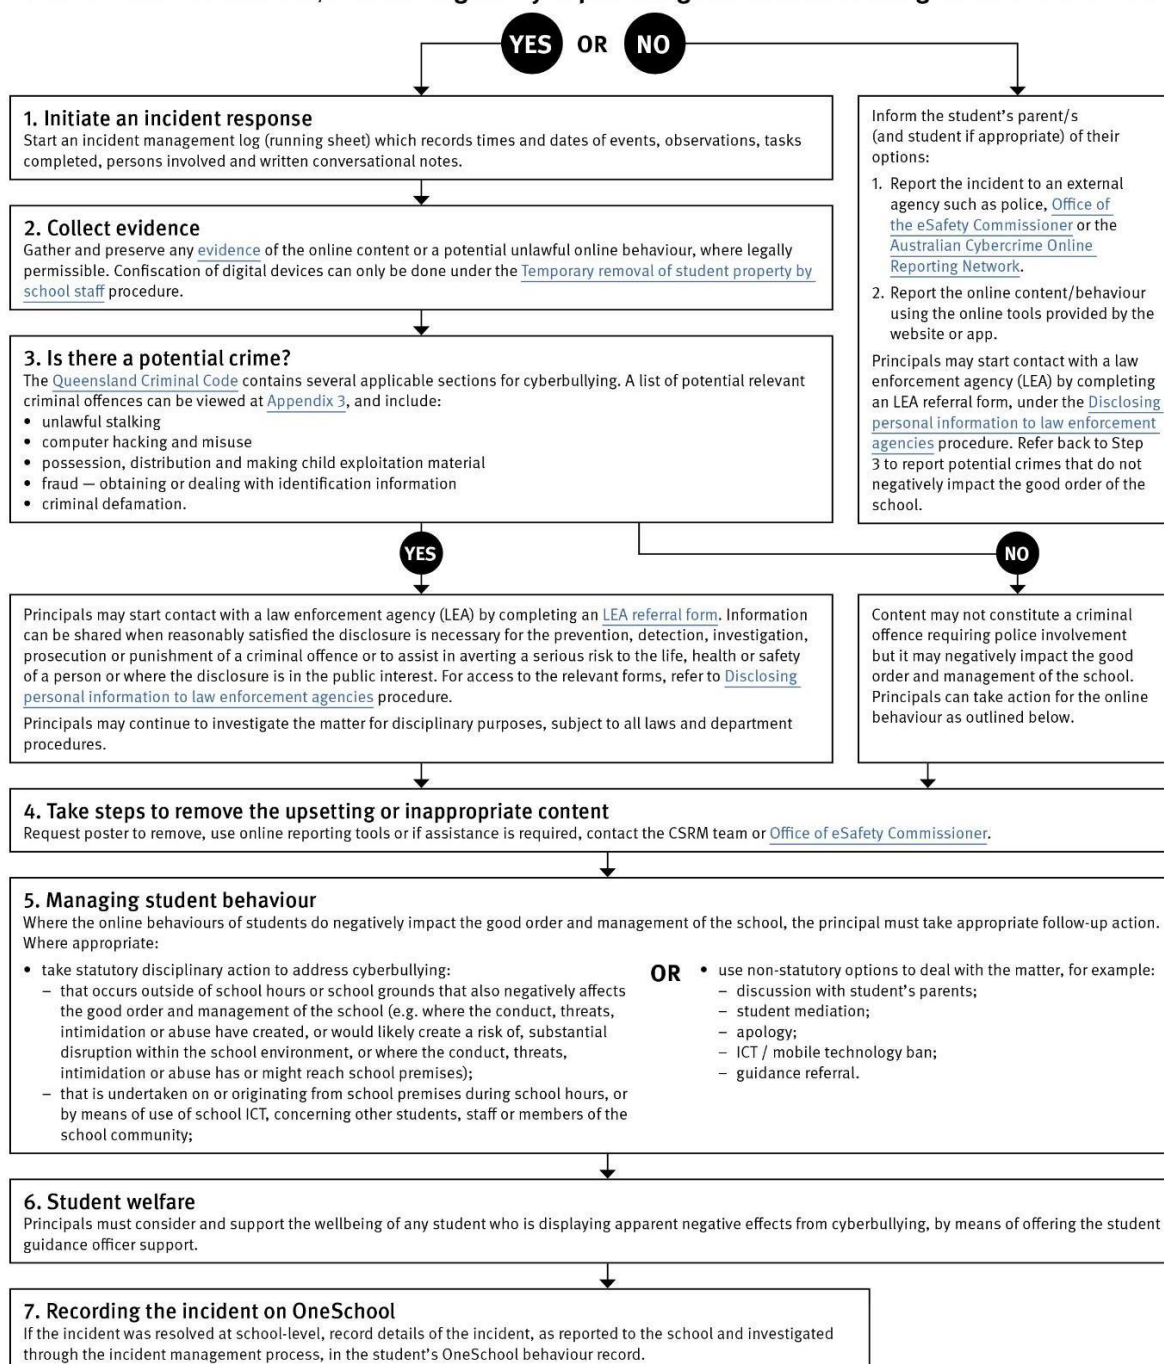 YES OR NO
1. Initiate an incident response
Start an incident management log (running sheet) which records times and dates of events, observations, tasks
completed, persons involved and written conversational notes.
2. Collect evidence
Gather and preserve any evidence of the online content or a potential unlawful online behaviour, where legally
permissible. Confiscation of digital devices can only be done under the Temporary removal of student property by
school staff procedure.
3. Is there a potential crime?
The Queensland Criminal Code contains several applicable sections for cyberbullying. A list of potential relevant
criminal offences can be viewed at Appendix 3, and include:
• unlawful stalking
• computer hacking and misuse
• possession, distribution and making child exploitation material
• fraud — obtaining or dealing with identification information
• criminal defamation.
Inform the student's parent/s
(and student if appropriate) of their
options:
1. Report the incident to an external
agency such as police, Office of
the eSafety Commissioner or the
Australian Cybercrime Online
Reporting Network.
2. Report the online content/behaviour
using the online tools provided by the
website or app.
Principals may start contact with a law
enforcement agency (LEA) by completing
an LEA referral form, under the Disclosing
personal information to law enforcement
agencies procedure. Refer back to Step
3 to report potential crimes that do not
negatively impact the good order of the
school.
YES
NO
Principals may start contact with a law enforcement agency (LEA) by completing an LEA referral form. Information
can be shared when reasonably satisfied the disclosure is necessary for the prevention, detection, investigation,
prosecution or punishment of a criminal offence or to assist in averting a serious risk to the life, health or safety
of a person or where the disclosure is in the public interest. For access to the relevant forms, refer to Disclosing
personal information to law enforcement agencies procedure.
Principals may continue to investigate the matter for disciplinary purposes, subject to all laws and department
procedures.
Content may not constitute a criminal
offence requiring police involvement
but it may negatively impact the good
order and management of the school.
Principals can take action for the online
behaviour as outlined below.
4. Take steps to remove the upsetting or inappropriate content
Request poster to remove, use online reporting tools or if assistance is required, contact the CSRM team or Office of eSafety Commissioner.
5. Managing student behaviour
Where the online behaviours of students do negatively impact the good order and management of the school, the principal must take appropriate follow-up action.
Where appropriate:
• take statutory disciplinary action to address cyberbullying:
– that occurs outside of school hours or school grounds that also negatively affects
the good order and management of the school (e.g. where the conduct, threats,
intimidation or abuse have created, or would likely create a risk of, substantial
disruption within the school environment, or where the conduct, threats,
intimidation or abuse has or might reach school premises);
– that is undertaken on or originating from school premises during school hours, or
by means of use of school ICT, concerning other students, staff or members of the
school community;
OR
• use non-statutory options to deal with the matter, for example:
– discussion with student's parents;
– student mediation;
– apology;
– ICT / mobile technology ban;
– guidance referral.
6. Student welfare
Principals must consider and support the wellbeing of any student who is displaying apparent negative effects from cyberbullying, by means of offering the student
guidance officer support.
7. Recording the incident on OneSchool
If the incident was resolved at school-level, record details of the incident, as reported to the school and investigated
through the incident management process, in the student's OneSchool behaviour record.